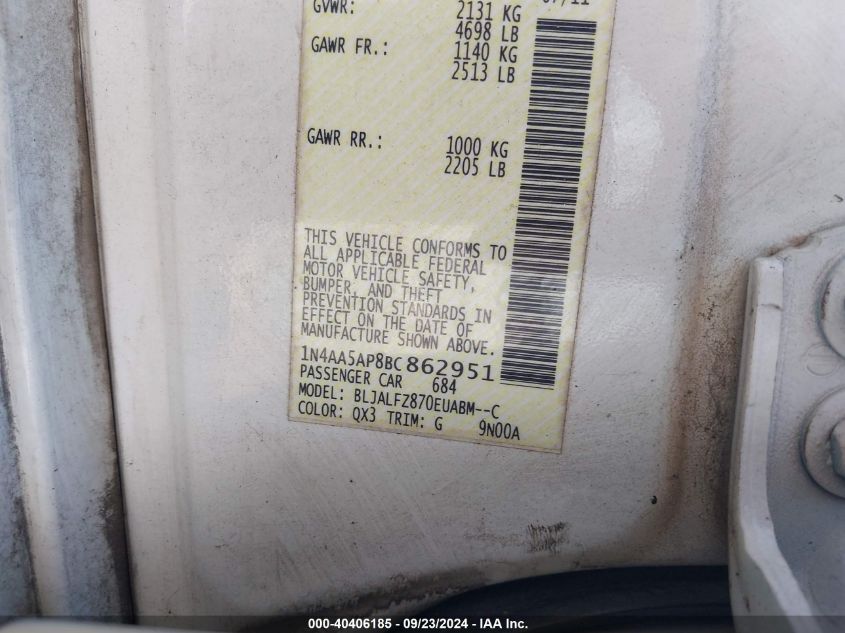 GVWR: 2131 KG
4698 LB
GAWR FR.: 1140 KG
2513 LB
GAWR RR.: 1000 KG
2205 LB
THIS VEHICLE CONFORMS TO
ALL APPLICABLE FEDERAL
MOTOR VEHICLE SAFETY,
BUMPER, AND THEFT
PREVENTION STANDARDS IN
EFFECT ON THE DATE OF
MANUFACTURE SHOWN ABOVE.
1N4AA5AP8BC862951
PASSENGER CAR 684
MODEL: BLJALFZ870EUABM--C
COLOR: QX3 TRIM: G 9N00A
000-40406185 - 09/23/2024 - IAA Inc.